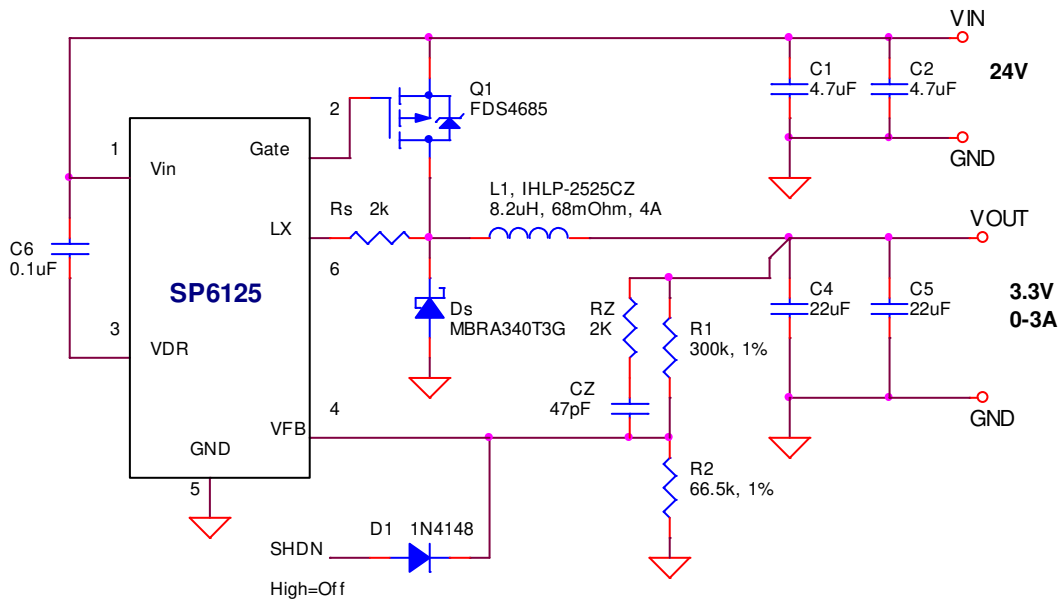 VIN
24V
C1
4.7uF
C2
4.7uF
GND
Q1
FDS4685
2
1
Gate
Vin
L1, IHLP-2525CZ
8.2uH, 68mOhm, 4A
Rs 2k
LX
VOUT
C6
0.1uF
6
SP6125
3.3V
0-3A
C4
22uF
C5
22uF
Ds
MBRA340T3G
RZ
2K
R1
300k, 1%
3
VDR
CZ
47pF
4
VFB
GND
GND
5
R2
66.5k, 1%
D1 1N4148
SHDN
High=Off